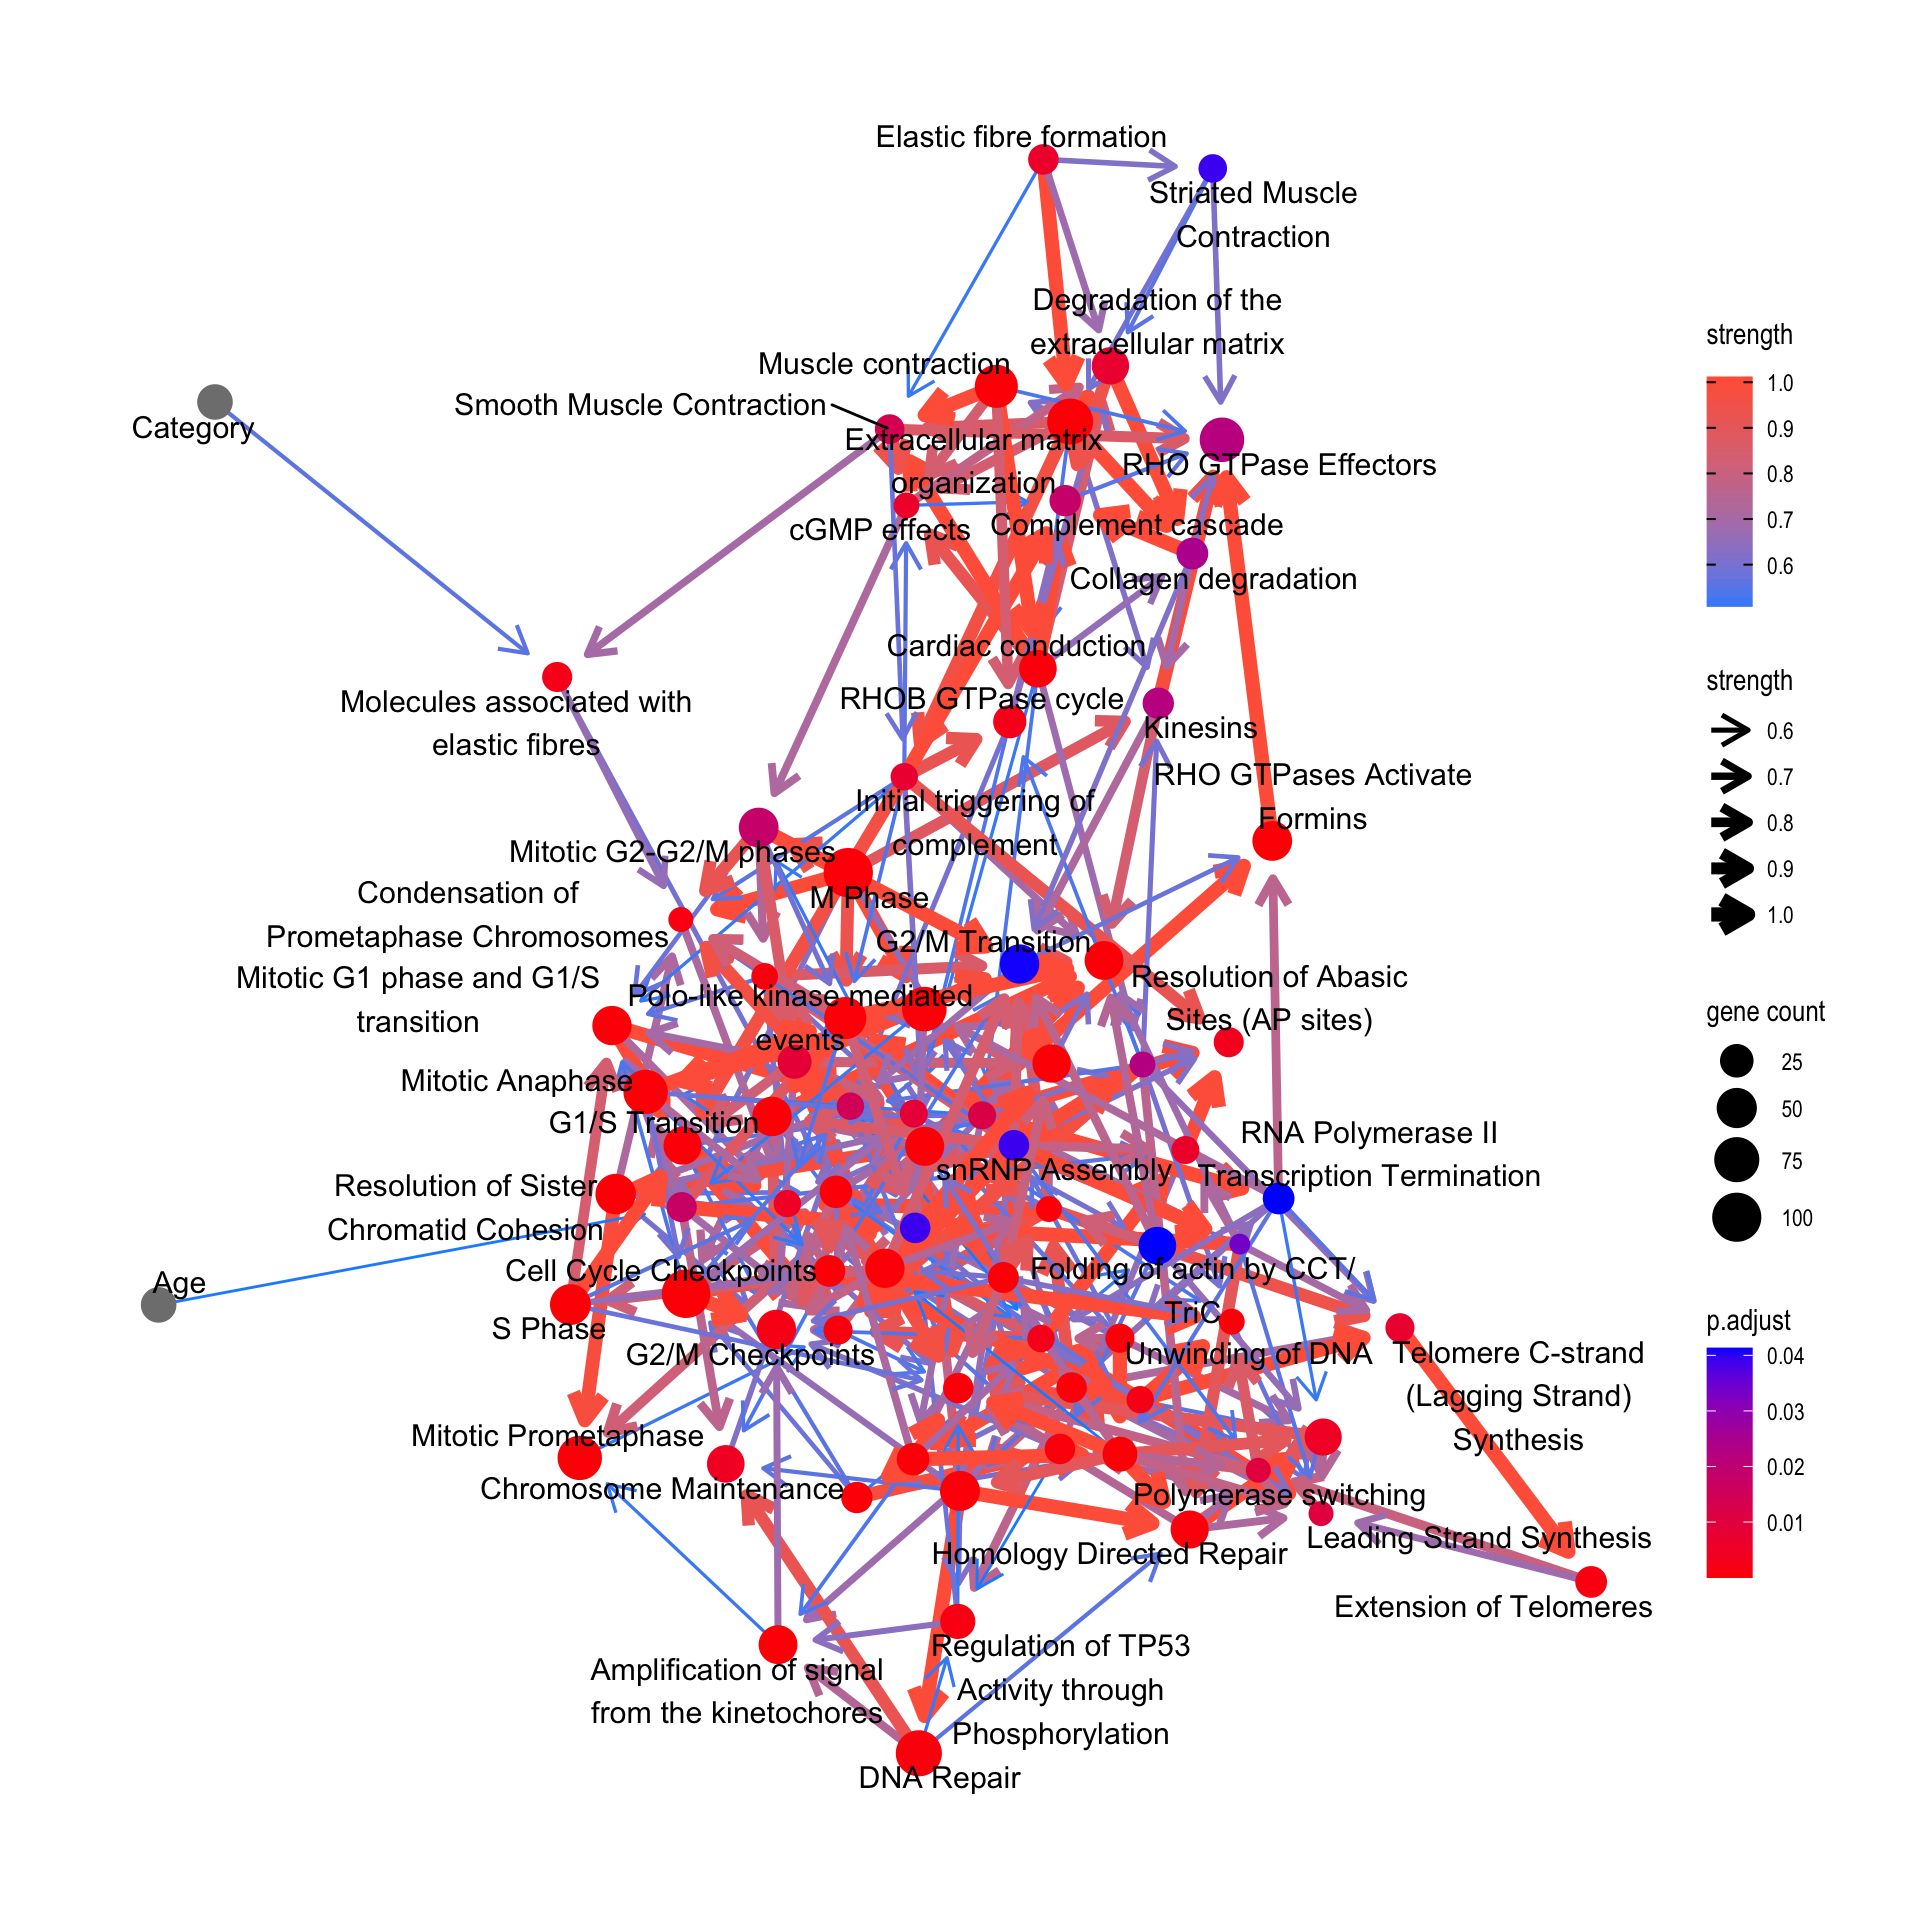 Elastic fibre formation
Striated Muscle
Contraction
Degradation of the
extracellular matrix
Muscle contraction
Smooth Muscle Contraction
Category
Extracellular matrix
organization
RHO GTPase Effectors
cGMP effects
Complement cascade
Collagen degradation
Cardiac conduction
RHOB GTPase cycle
Molecules associated with
elastic fibres
Kinesins
RHO GTPases Activate
Formins
Initial triggering of
complement
Mitotic G2-G2/M phases
M Phase
Condensation of
Prometaphase Chromosomes
G2/M Transition
Mitotic G1 phase and G1/S
transition
Polo-like kinase mediated
events
Resolution of Abasic
Sites (AP sites)
Mitotic Anaphase
G1/S Transition
RNA Polymerase II
Transcription Termination
snRNP Assembly
Resolution of Sister
Chromatid Cohesion
Age
Cell Cycle Checkpoints
Folding of actin by CCT/
TriC
S Phase
G2/M Checkpoints
Unwinding of DNA
Telomere C-strand
(Lagging Strand)
Synthesis
Mitotic Prometaphase
Chromosome Maintenance
Polymerase switching
Leading Strand Synthesis
Homology Directed Repair
Extension of Telomeres
Regulation of TP53
Activity through
Phosphorylation
Amplification of signal
from the kinetochores
DNA Repair
strength
1.0
0.9
0.8
0.7
0.6
strength
0.6
0.7
0.8
0.9
1.0
gene count
25
50
75
100
p.adjust
0.04
0.03
0.02
0.01